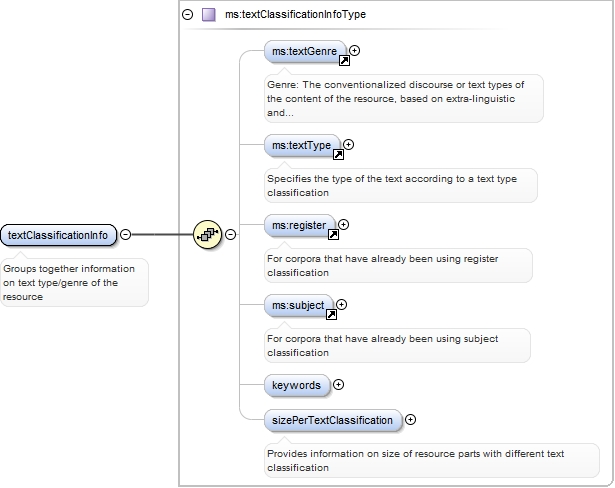 ms:textClassificationInfoType
ms:textGenre
Genre: The conventionalized discourse or text types of
the content of the resource, based on extra-linguistic
and...
ms:textType
Specifies the type of the text according to a text type
classification
textClassificationInfo
Groups together information
on text type/genre of the
resource
ms:register
For corpora that have already been using register
classification
ms:subject
For corpora that have already been using subject
classification
keywords
sizePerTextClassification
Provides information on size of resource parts with different text
classification